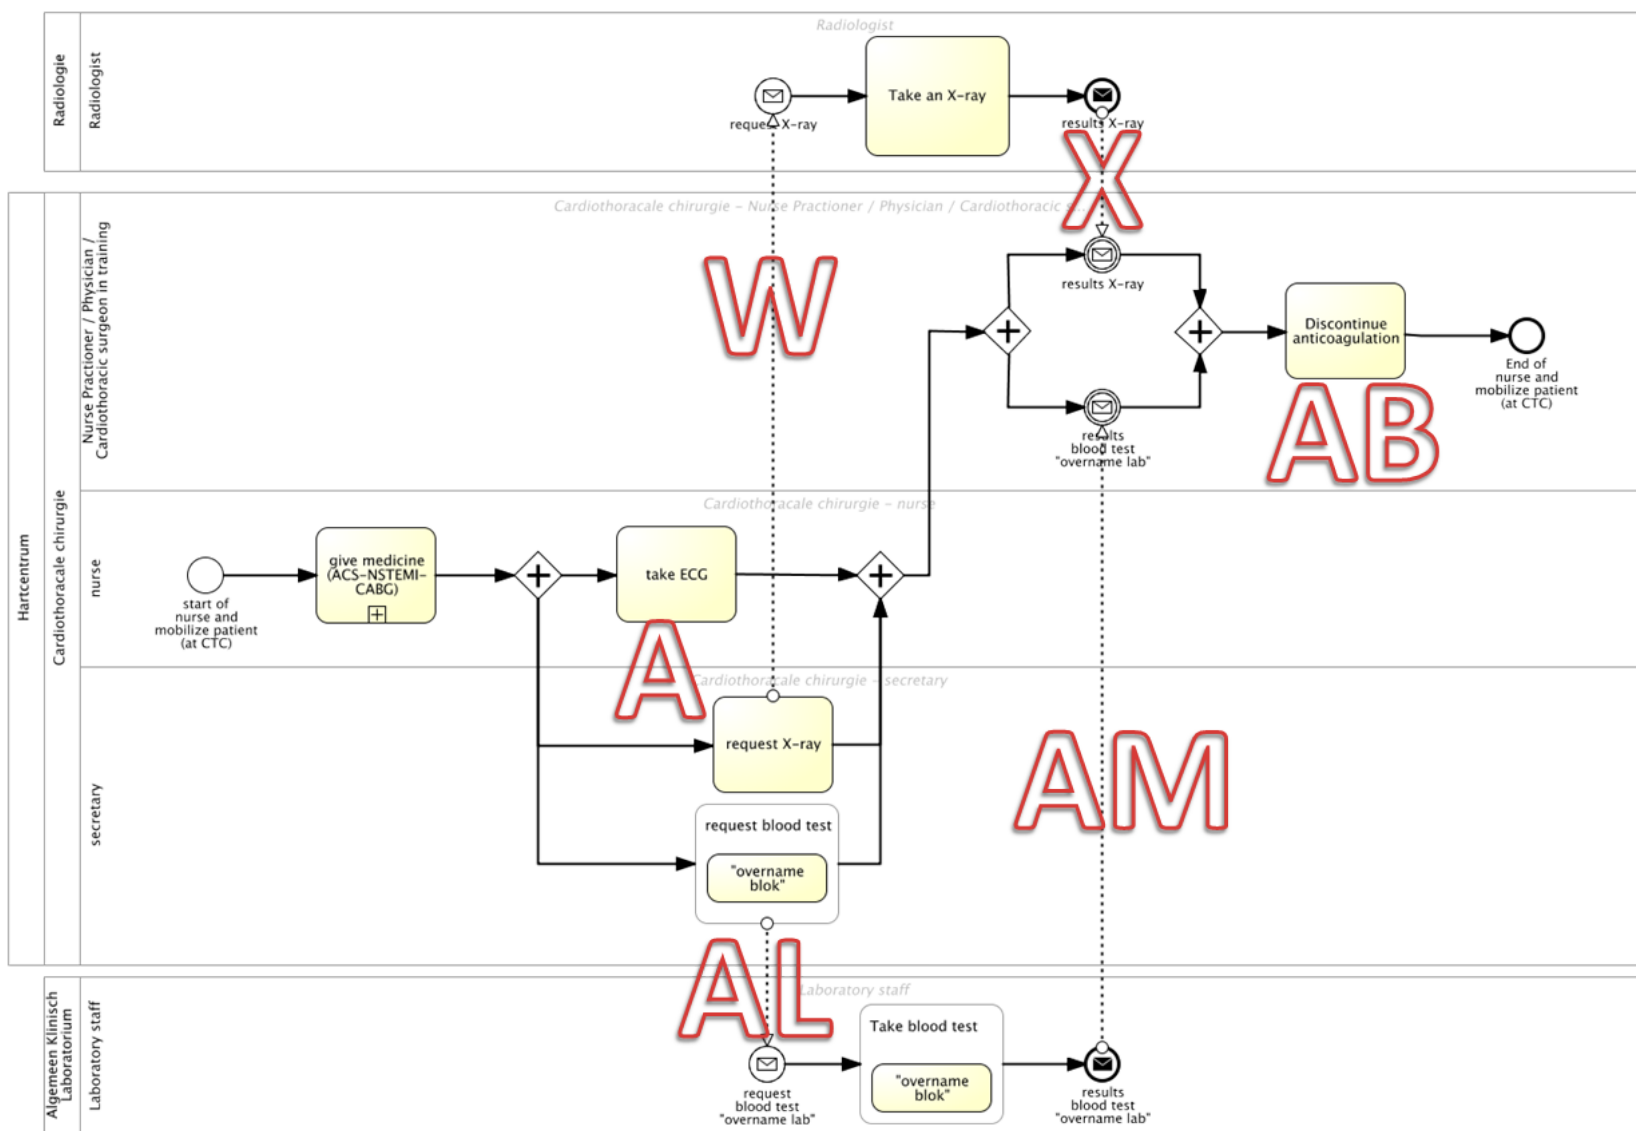 Radiologie
Radiologist
Radiologist
request X-ray
Take an X-ray
results X-ray
X
Hartcentrum
Cardiothoracale chirurgie
Nurse Practioner / Physician /
Cardiothoracic surgeon in training
Cardiothoracale chirurgie – Nurse Practioner / Physician / Cardiothoracic s...
W
results X-ray
results
blood test
"overname lab"
Discontinue
anticoagulation
AB
End of
nurse and
mobilize patient
(at CTC)
nurse
Cardiothoracale chirurgie – nurse
start of
nurse and
mobilize patient
(at CTC)
give medicine
(ACS-NSTEMI-
CABG)
take ECG
A
secretary
Cardiothoracale chirurgie – secretary
request X-ray
request blood test
"overname
blok"
AM
AL
Algemeen Klinisch
Laboratorium
Laboratory staff
Laboratory staff
request
blood test
"overname lab"
Take blood test
"overname
blok"
results
blood test
"overname lab"